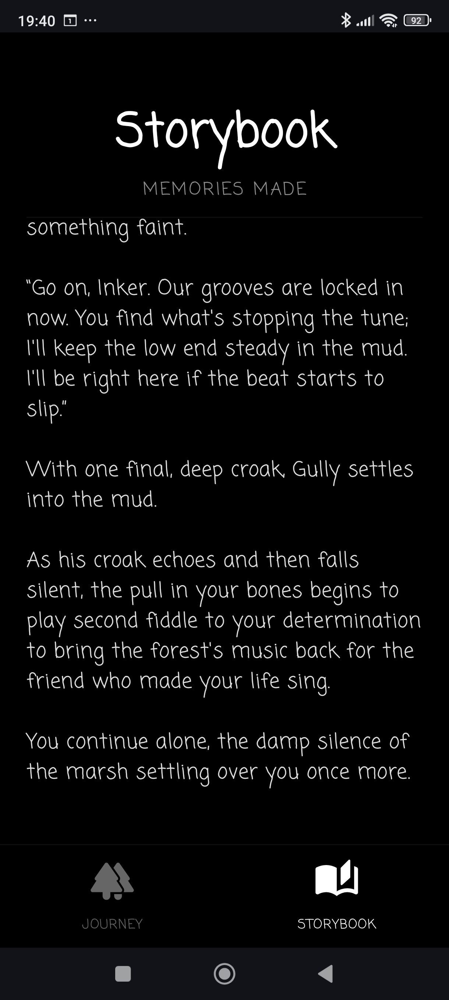 19:40 1 ... 92
Storybook
MEMORIES MADE
something faint.
"Go on, Inker. Our grooves are locked in
now. You find what's stopping the tune;
I'll keep the low end steady in the mud.
I'll be right here if the beat starts to
slip."
With one final, deep croak, Gully settles
into the mud.
As his croak echoes and then falls
silent, the pull in your bones begins to
play second fiddle to your determination
to bring the forest's music back for the
friend who made your life sing.
You continue alone, the damp silence of
the marsh settling over you once more.
JOURNEY STORYBOOK